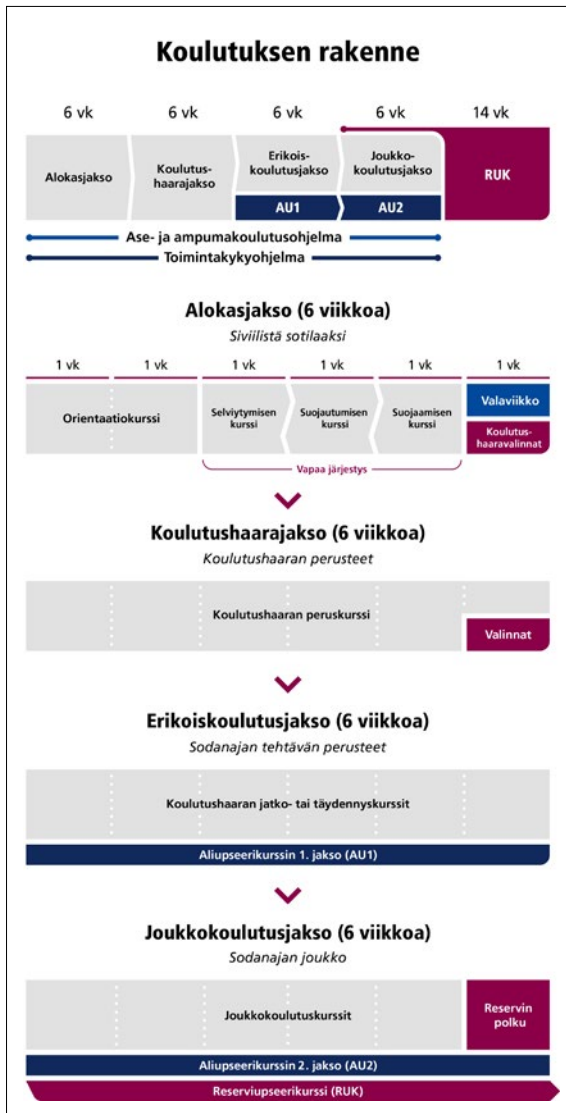 Koulutuksen rakenne
6 vk 6 vk 6 vk 6 vk 14 vk
Alokasjakso
Koulutus-
haarajakso
Erikois-
koulutusjakso
Joukko-
koulutusjakso
RUK
AU1 AU2
Ase- ja ampumakoulutusohjelma
Toimintakykyohjelma
Alokasjakso (6 viikkoa)
Siviilistä sotilaaksi
1 vk 1 vk 1 vk 1 vk 1 vk 1 vk
Orientaatiokurssi
Selviytymisen
kurssi
Suojautumisen
kurssi
Suojaamisen
kurssi
Valaviikko
Koulutus-
haaravalinnat
Vapaa järjestys
Koulutushaarajakso (6 viikkoa)
Koulutushaaran perusteet
Koulutushaaran peruskurssi
Valinnat
Erikoiskoulutusjakso (6 viikkoa)
Sodanajan tehtävän perusteet
Koulutushaaran jatko- tai täydennyskurssit
Aliupseerikurssin 1. jakso (AU1)
Joukkokoulutusjakso (6 viikkoa)
Sodanajan joukko
Joukkokoulutuskurssit
Reservin
polku
Aliupseerikurssin 2. jakso (AU2)
Reserviupseerikurssi (RUK)